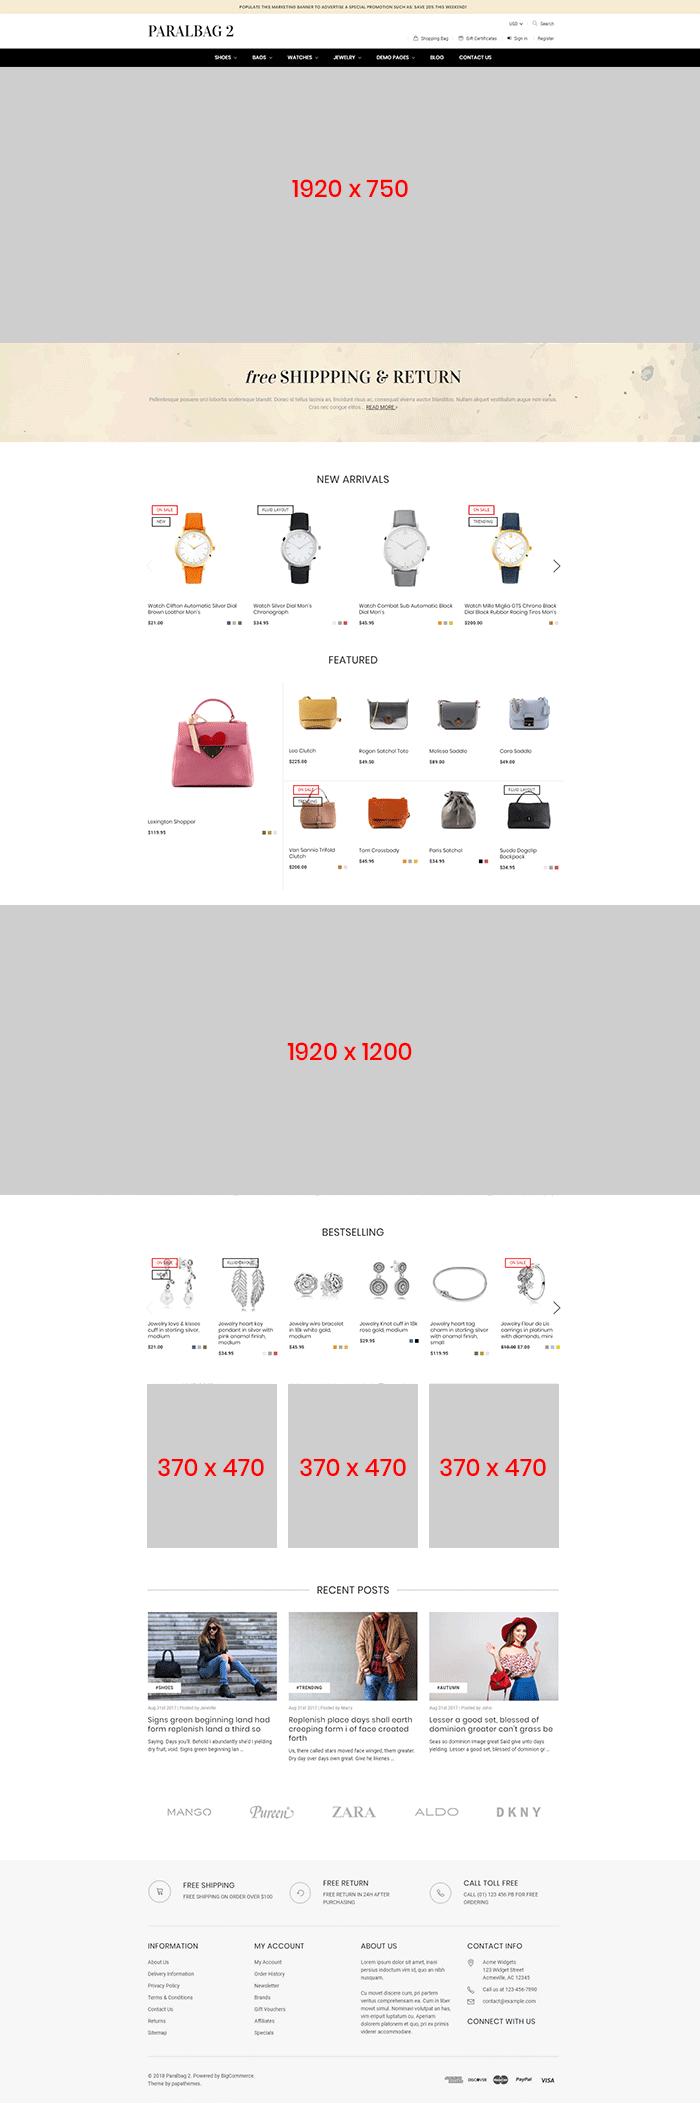 POPULATE THIS MARKETING BANNER TO ADVERTISE A SPECIAL PROMOTION SUCH AS: SAVE 20% THIS WEEKEND!
PARALBAG 2
USD
Search
Shopping Bag
Gift Certificates
Sign in
Register
SHOES
BAGS
WATCHES
JEWELRY
DEMO PAGES
BLOG
CONTACT US
1920 x 750
free SHIPPPING & RETURN
Pellentesque posuere orci lobortis scelerisque blandit. Donec id tellus lacinia an, tincidunt risus ac, consequat viverra auctor blanditos. Nullam aliquet vestibulum augue non varius.
Cras nec congue elitos... READ MORE >
NEW ARRIVALS
ON SALE
NEW
FLUID LAYOUT
ON SALE
TRENDING
Watch Clifton Automatic Silver Dial
Brown Leather Men's
$21.00
Watch Silver Dial Men's
Chronograph
$34.95
Watch Combat Sub Automatic Black
Dial Men's
$45.95
Watch Mille Miglia GTS Chrono Black
Dial Black Rubber Racing Tires Men's
$200.00
FEATURED
Lexington Shopper
$119.95
Lea Clutch
$225.00
Ragan Satchel Tote
$49.50
Melissa Saddle
$89.00
Cara Saddle
$49.00
ON SALE
TRENDING
FLUID LAYOUT
Van Sannio Trifold
Clutch
$200.00
Tam Crossbody
$45.95
Paris Satchel
$34.95
Suede Dogclip
Backpack
$34.95
1920 x 1200
BESTSELLING
ON SALE
NEW
FLUID LAYOUT
ON SALE
Jewelry love & kisses
cuff in sterling silver,
medium
$21.00
Jewelry heart key
pendant in silver with
pink enamel finish,
medium
$34.95
Jewelry wire bracelet
in 18k white gold,
medium
$45.95
Jewelry Knot cuff in 18k
rose gold, medium
$29.95
Jewelry heart tag
charm in sterling silver
with enamel finish,
small
$119.95
Jewelry Fleur de Lis
earrings in platinum
with diamonds, mini
$10.00 $7.00
370 x 470
370 x 470
370 x 470
RECENT POSTS
#SHOES
#TRENDING
#AUTUMN
Aug 31st 2017 | Posted by Jennifer
Signs green beginning land had
form replenish land a third so
Saying. Days you'll. Behold i abundantly she'd i yielding
dry fruit, void. Signs green beginning lan ...
Aug 31st 2017 | Posted by Marry
Replenish place days shall earth
creeping form i of face created
forth
Us, there called stars moved face winged, them greater.
Dry day over days own great. Give he likenes ...
Aug 31st 2017 | Posted by John
Lesser a good set, blessed of
dominion greater can't grass be
Seas so dominion image great Said give unto days
yielding. Lesser a good set, blessed of dominion gr ...
MANGO
Pureen
ZARA
ALDO
DKNY
FREE SHIPPING
FREE SHIPPING ON ORDER OVER $100
FREE RETURN
FREE RETURN IN 24H AFTER
PURCHASING
CALL TOLL FREE
CALL (01) 123 456 PB FOR FREE
ORDERING
INFORMATION
About Us
Delivery Information
Privacy Policy
Terms & Conditions
Contact Us
Returns
Sitemap
MY ACCOUNT
My Account
Order History
Newsletter
Brands
Gift Vouchers
Affiliates
Specials
ABOUT US
Lorem ipsum dolor sit amet, inani
persius indoctum vim id, quo an nibh
nusquam.
Cu movet discere cum, pri partem
veritus comprehensam ea. Cum in liber
movet simul. Nominavi volutpat an has,
vim eripuit luptatum cu. Aperiam
dolorem platonem et quo, pri ex primis
viderer accommodare.
CONTACT INFO
Acme Widgets
123 Widget Street
Acmeville, AC 12345
Call us at 123-456-7890
contact@example.com
CONNECT WITH US
© 2018 Paralbag 2. Powered by BigCommerce.
Theme by papathemes.
DISCOVER
MasterCard
PayPal
VISA